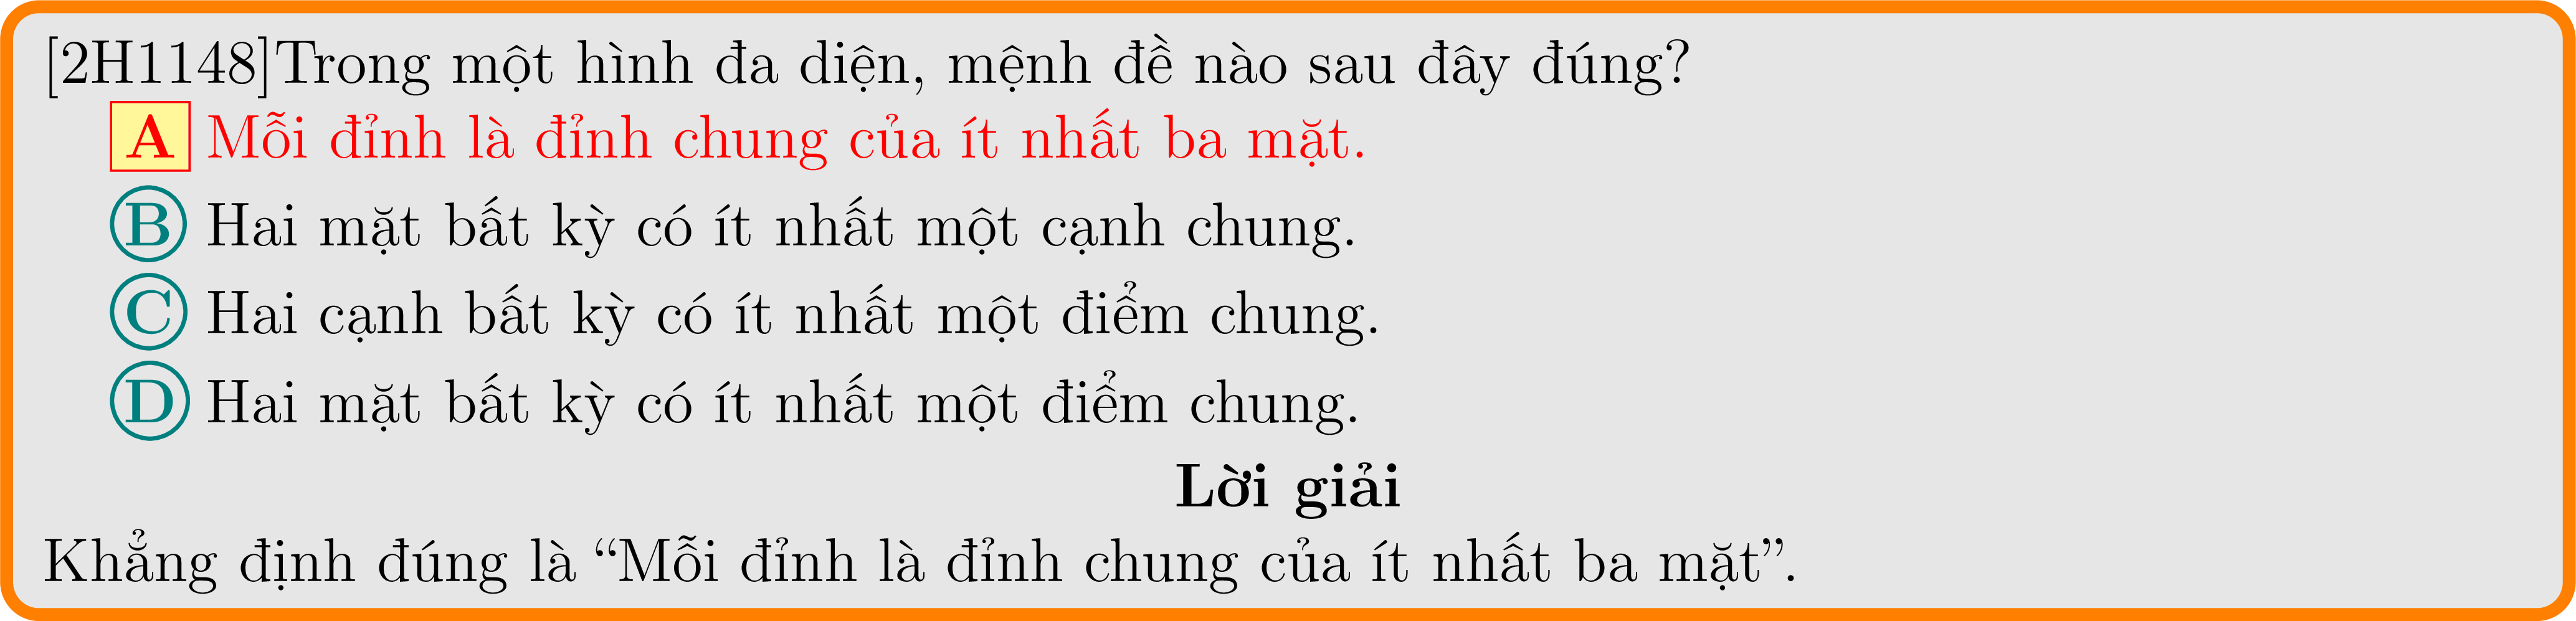 [2H1148]Trong một hình đa diện, mệnh đề nào sau đây đúng?
A Mỗi đỉnh là đỉnh chung của ít nhất ba mặt.
B Hai mặt bất kỳ có ít nhất một cạnh chung.
C Hai cạnh bất kỳ có ít nhất một điểm chung.
D Hai mặt bất kỳ có ít nhất một điểm chung.
Lời giải
Khẳng định đúng là “Mỗi đỉnh là đỉnh chung của ít nhất ba mặt”.